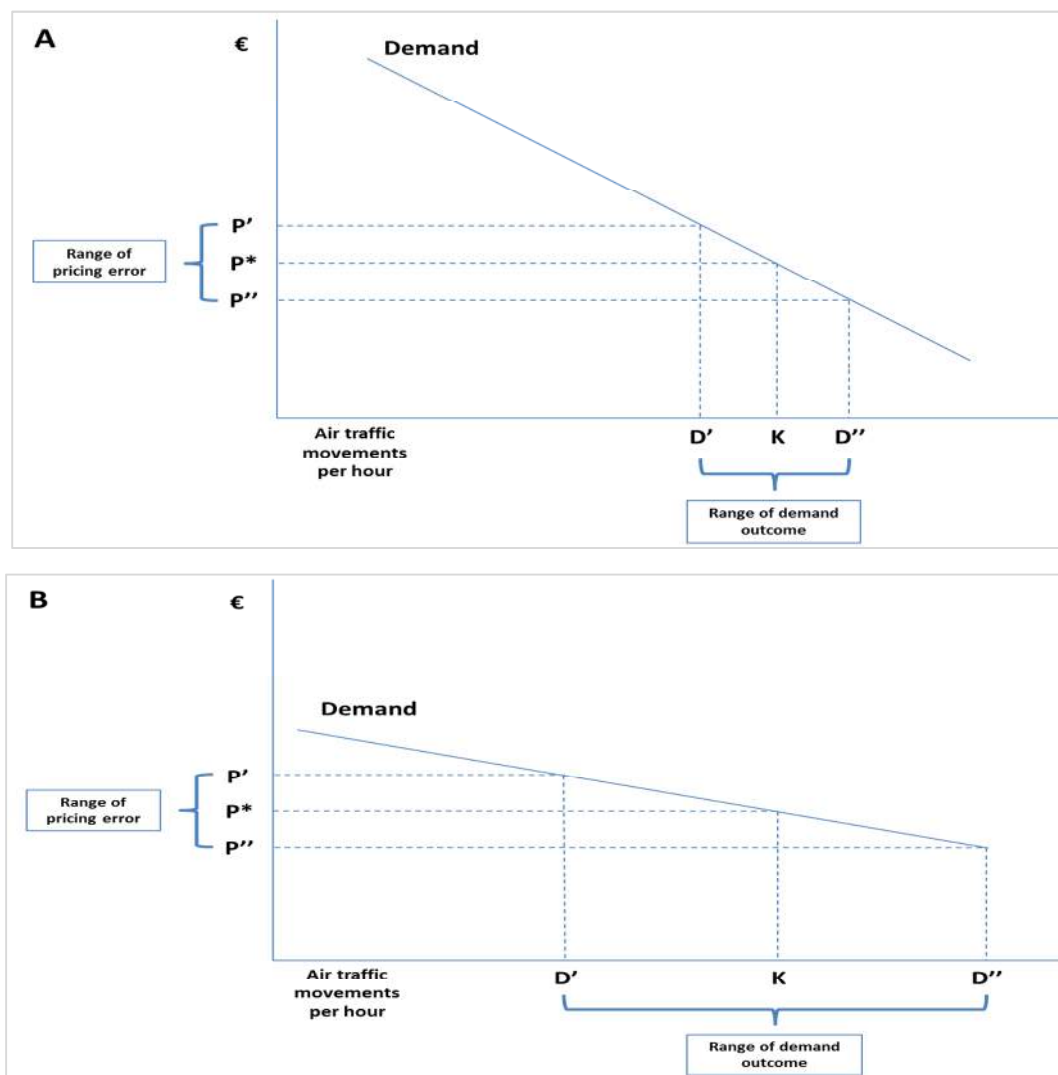 A
€
Demand
P’
Range of
pricing error
P*
P’’
Air traffic
movements
per hour
D’
K
D’’
Range of demand
outcome
B
€
Demand
P’
Range of
pricing error
P*
P’’
Air traffic
movements
per hour
D’
K
D’’
Range of demand
outcome